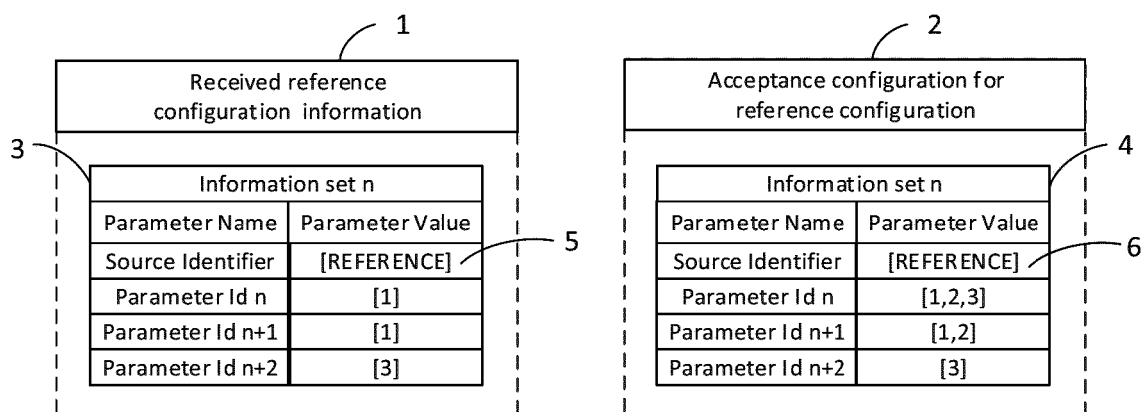 1
Received reference
configuration information
3
Information set n
Parameter Name Parameter Value
5
Source Identifier [REFERENCE]
Parameter Id n [1]
Parameter Id n+1 [1]
Parameter Id n+2 [3]
2
Acceptance configuration for
reference configuration
4
Information set n
Parameter Name Parameter Value
6
Source Identifier [REFERENCE]
Parameter Id n [1,2,3]
Parameter Id n+1 [1,2]
Parameter Id n+2 [3]